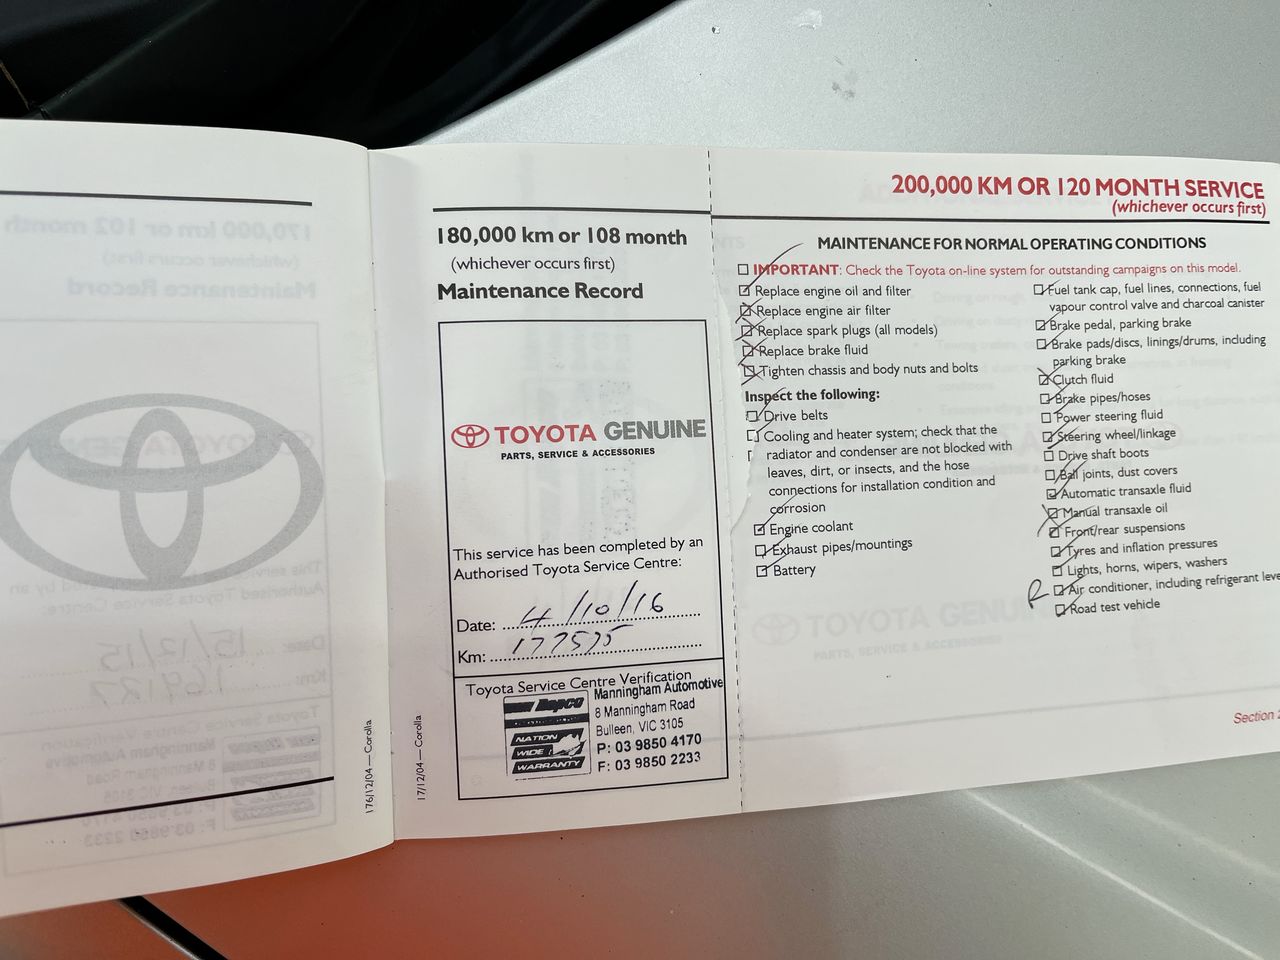 180,000 km or 108 month
(whichever occurs first)
Maintenance Record
TOYOTA GENUINE
PARTS, SERVICE & ACCESSORIES
This service has been completed by an
Authorised Toyota Service Centre:
Date: 4/10/16
Km: 177575
Toyota Service Centre Verification
Repco
NATION
WIDE
WARRANTY
Manningham Automotive
8 Manningham Road
Bulleen, VIC 3105
P: 03 9850 4170
F: 03 9850 2233
176/12/04 — Corolla
17/12/04 — Corolla
200,000 KM OR 120 MONTH SERVICE
(whichever occurs first)
MAINTENANCE FOR NORMAL OPERATING CONDITIONS
IMPORTANT: Check the Toyota on-line system for outstanding campaigns on this model.
Replace engine oil and filter
Replace engine air filter
Replace spark plugs (all models)
Replace brake fluid
Tighten chassis and body nuts and bolts
Inspect the following:
Drive belts
Cooling and heater system; check that the
radiator and condenser are not blocked with
leaves, dirt, or insects, and the hose
connections for installation condition and
corrosion
Engine coolant
Exhaust pipes/mountings
Battery
Fuel tank cap, fuel lines, connections, fuel
vapour control valve and charcoal canister
Brake pedal, parking brake
Brake pads/discs, linings/drums, including
parking brake
Clutch fluid
Brake pipes/hoses
Power steering fluid
Steering wheel/linkage
Drive shaft boots
Ball joints, dust covers
Automatic transaxle fluid
Manual transaxle oil
Front/rear suspensions
Tyres and inflation pressures
Lights, horns, wipers, washers
R Air conditioner, including refrigerant leve
Road test vehicle
Section 2